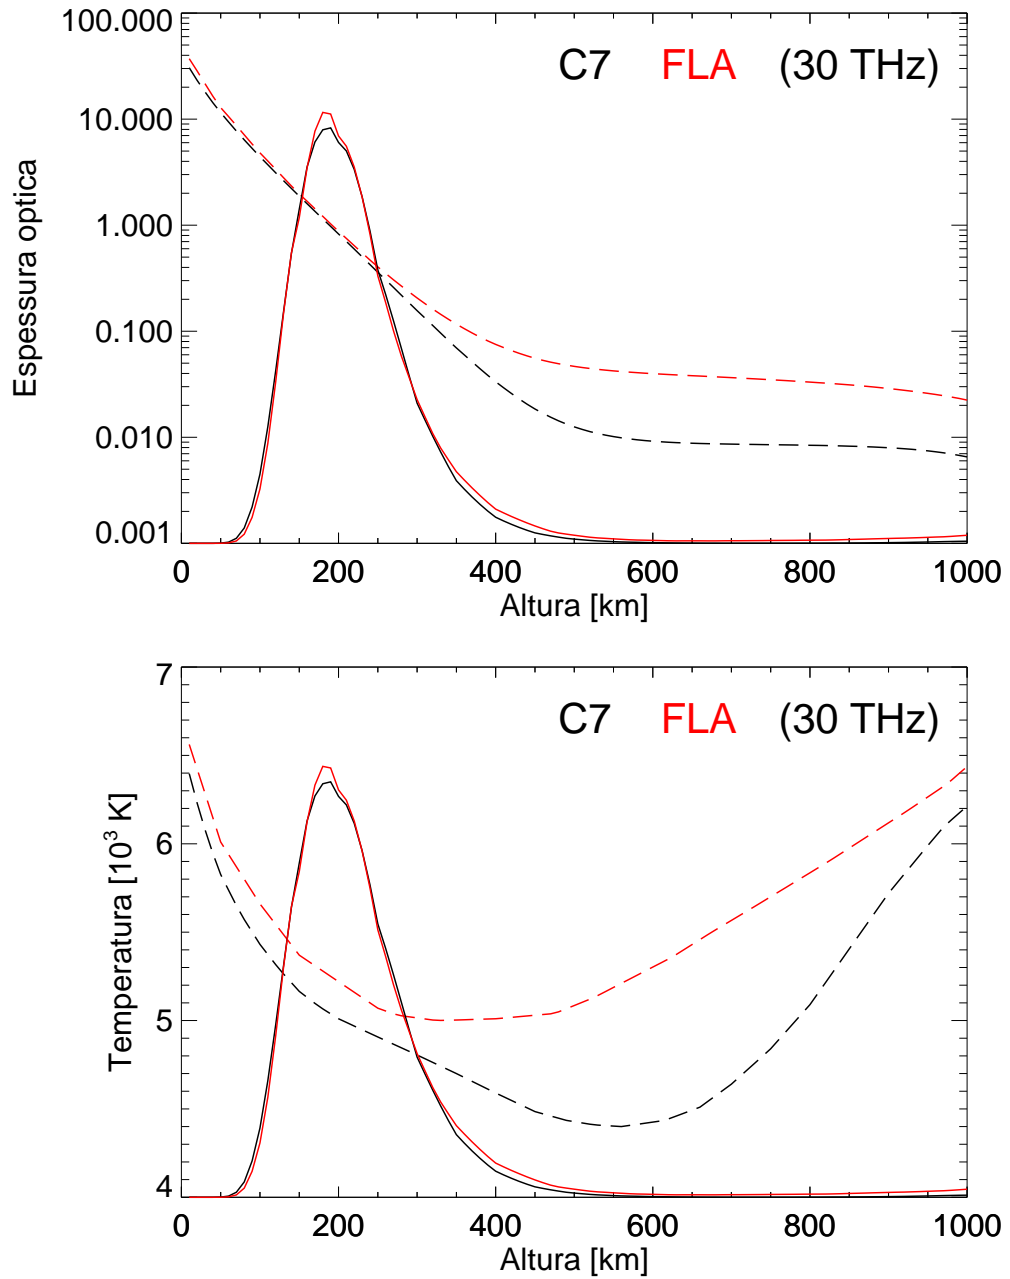 100.000
C7 FLA (30 THz)
10.000
1.000
0.100
0.010
0.001
Espessura optica
0 200 400 600 800 1000
Altura [km]
7
C7 FLA (30 THz)
6
5
4
Temperatura [10³ K]
0 200 400 600 800 1000
Altura [km]